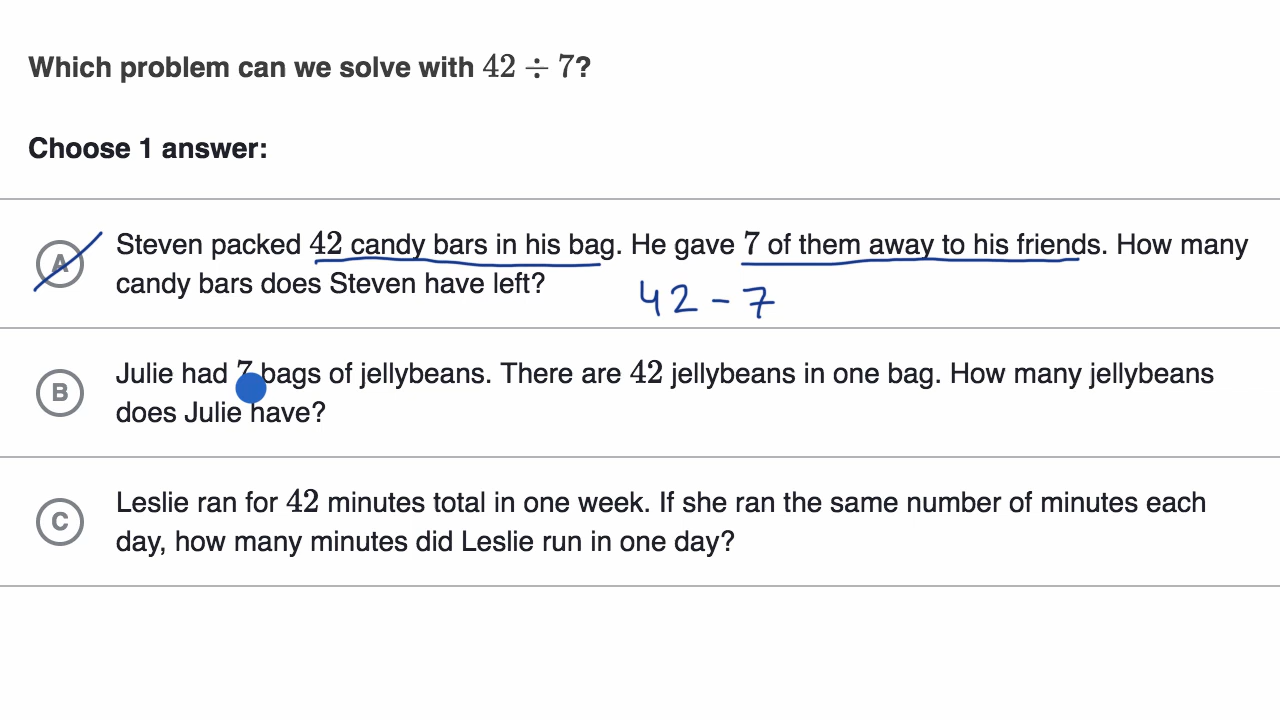 Which problem can we solve with 42 ÷ 7?
Choose 1 answer:
A
Steven packed 42 candy bars in his bag. He gave 7 of them away to his friends. How many
candy bars does Steven have left?
42 - 7
B
Julie had 7 bags of jellybeans. There are 42 jellybeans in one bag. How many jellybeans
does Julie have?
C
Leslie ran for 42 minutes total in one week. If she ran the same number of minutes each
day, how many minutes did Leslie run in one day?